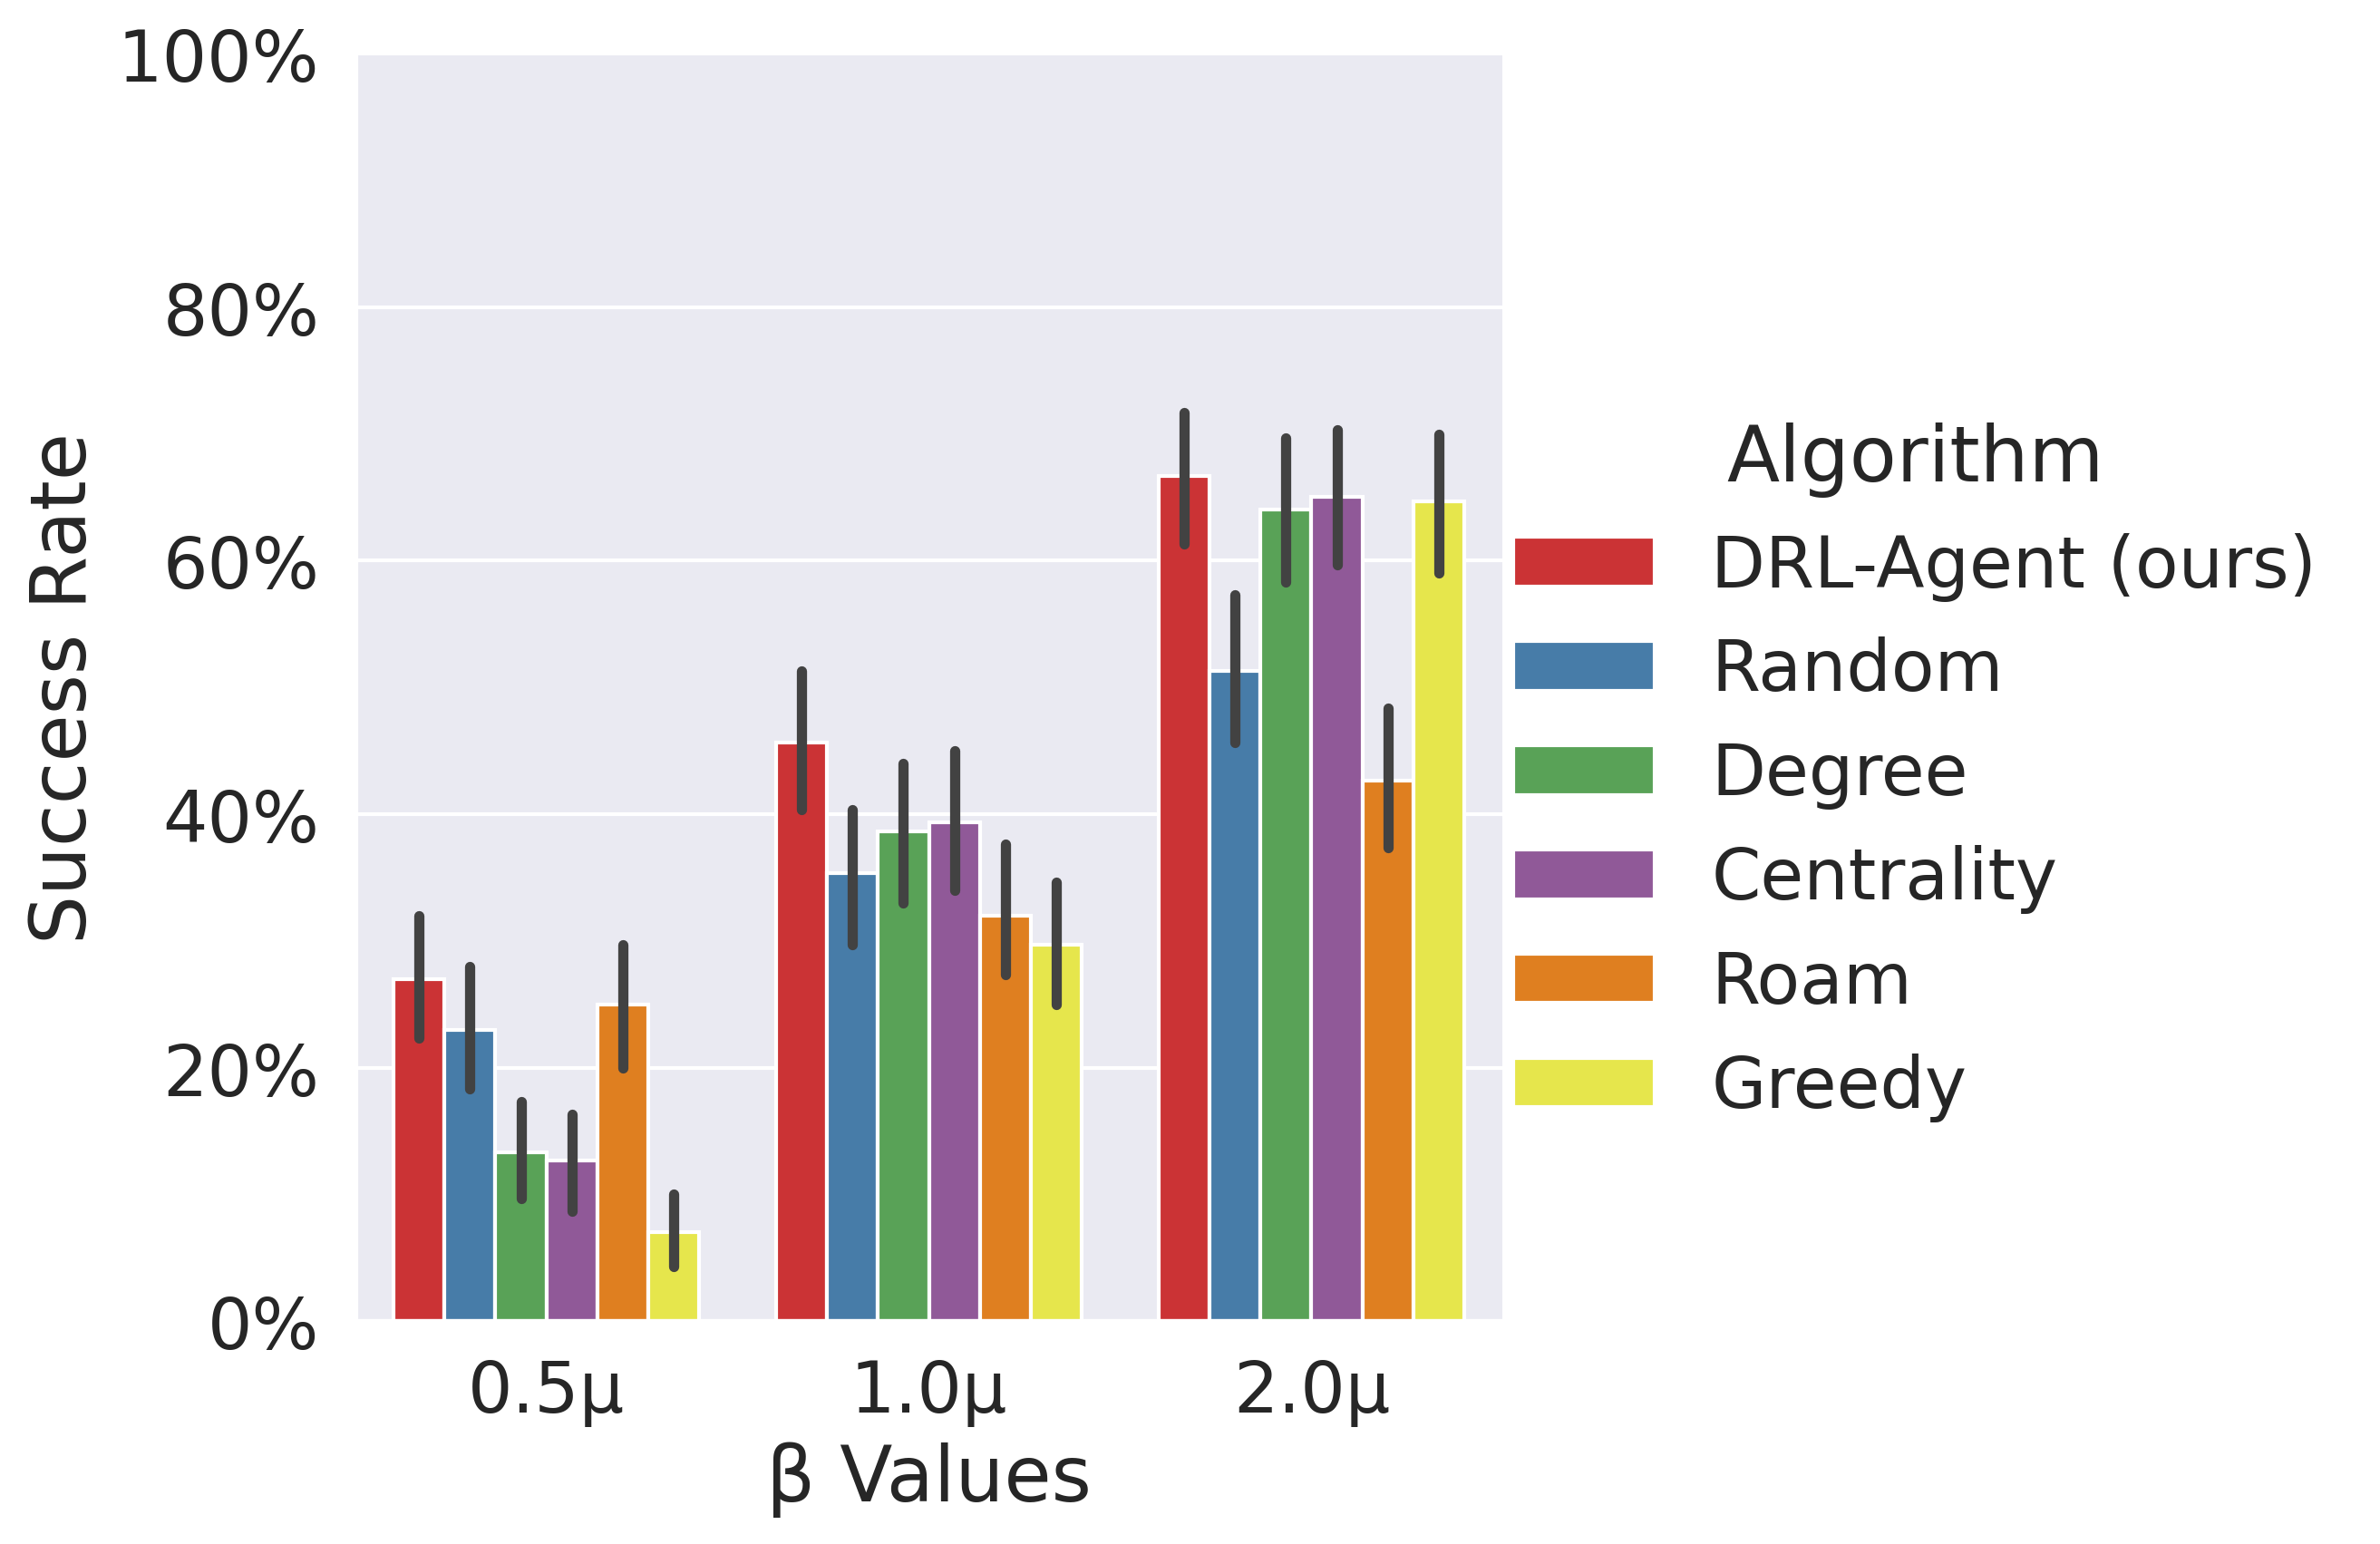 100%
80%
60%
40%
20%
0%
Success Rate
0.5μ
1.0μ
2.0μ
β Values
Algorithm
DRL-Agent (ours)
Random
Degree
Centrality
Roam
Greedy